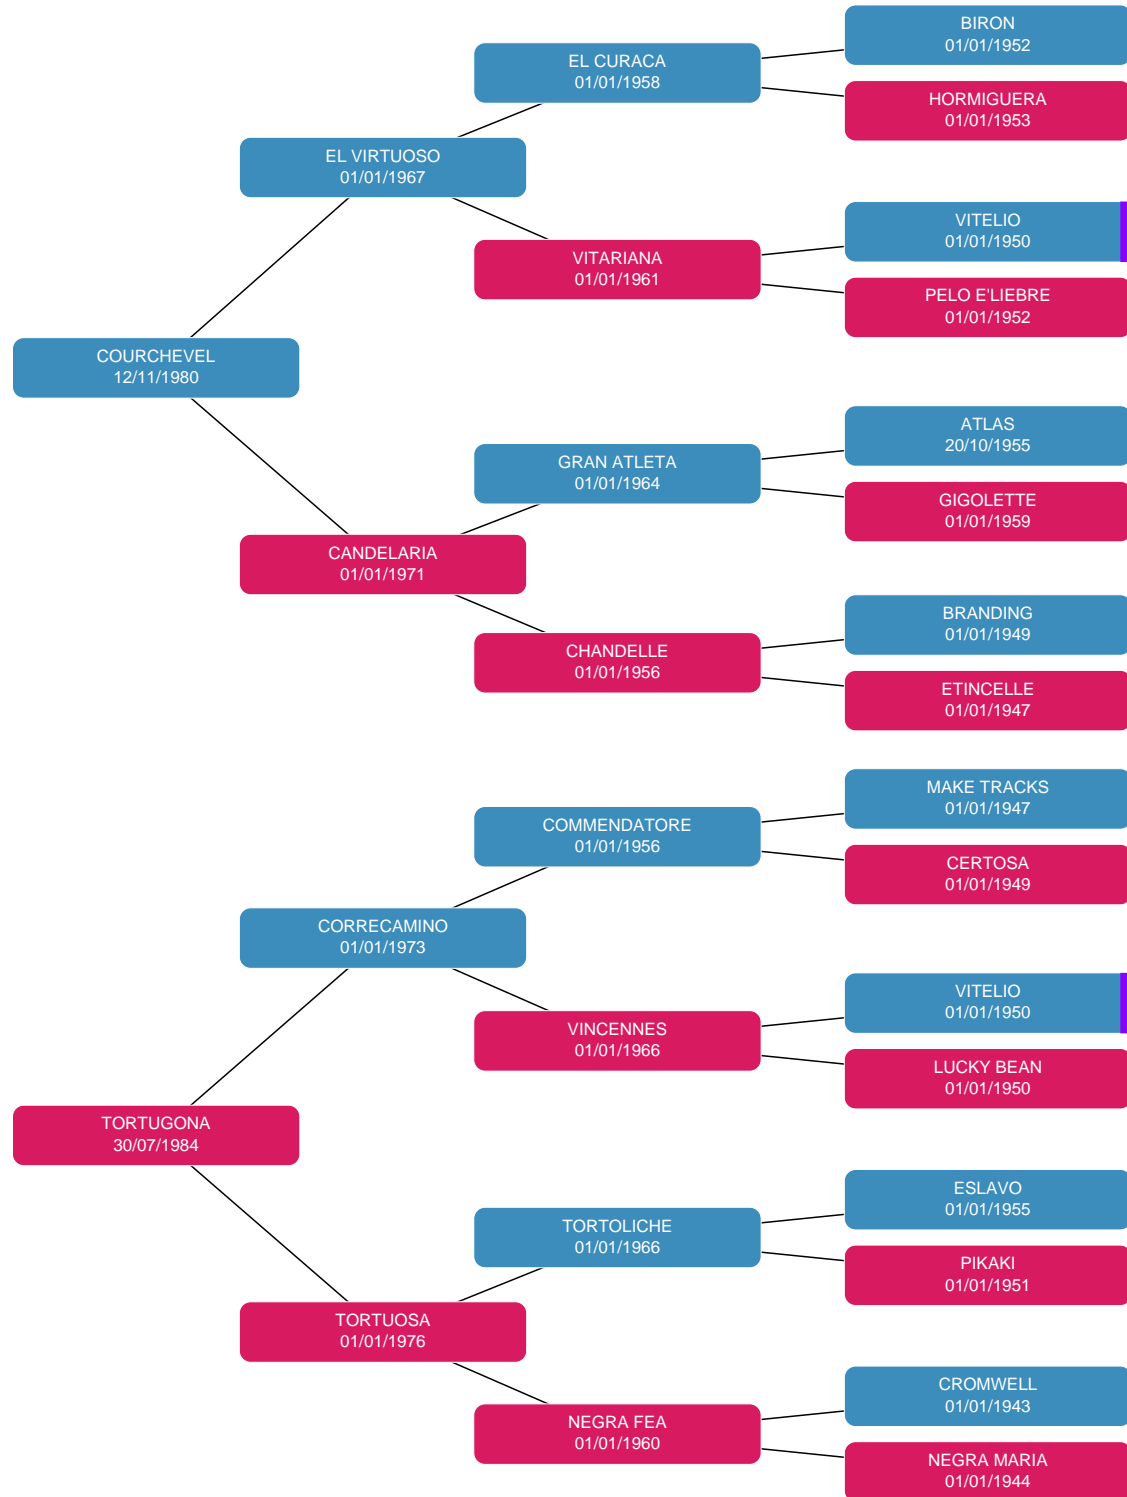 BIRON
01/01/1952
EL CURACA
01/01/1958
HORMIGUERA
01/01/1953
EL VIRTUOSO
01/01/1967
VITELIO
01/01/1950
VITARIANA
01/01/1961
PELO E'LIEBRE
01/01/1952
COURCHEVEL
12/11/1980
ATLAS
20/10/1955
GRAN ATLETA
01/01/1964
GIGOLETTE
01/01/1959
CANDELARIA
01/01/1971
BRANDING
01/01/1949
CHANDELLE
01/01/1956
ETINCELLE
01/01/1947
MAKE TRACKS
01/01/1947
COMMENDATORE
01/01/1956
CERTOSA
01/01/1949
CORRECAMINO
01/01/1973
VITELIO
01/01/1950
VINCENNES
01/01/1966
LUCKY BEAN
01/01/1950
TORTUGONA
30/07/1984
ESLAVO
01/01/1955
TORTOLICHE
01/01/1966
PIKAKI
01/01/1951
TORTUOSA
01/01/1976
CROMWELL
01/01/1943
NEGRA FEA
01/01/1960
NEGRA MARIA
01/01/1944